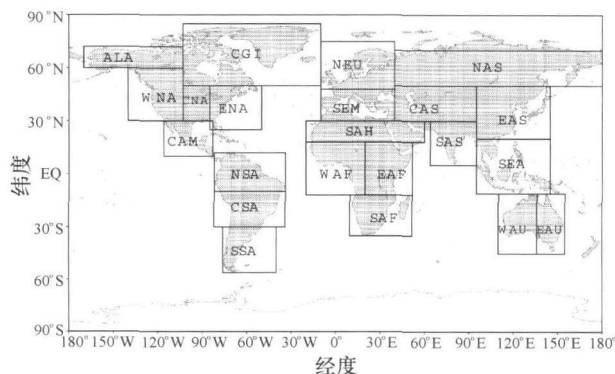 90°N
60°N
30°N
EQ
30°S
60°S
90°S
纬度
ALA
CGI
NEU
NAS
WNA
CNA
ENA
SEM
CAS
EAS
SAH
SAS
CAM
SEA
NSA
WAF
EAF
CSA
SAF
SSA
WAU
EAU
180° 150°W 120°W 90°W 60°W 30°W 0° 30°E 60°E 90°E 120°E 150°E 180°
经度